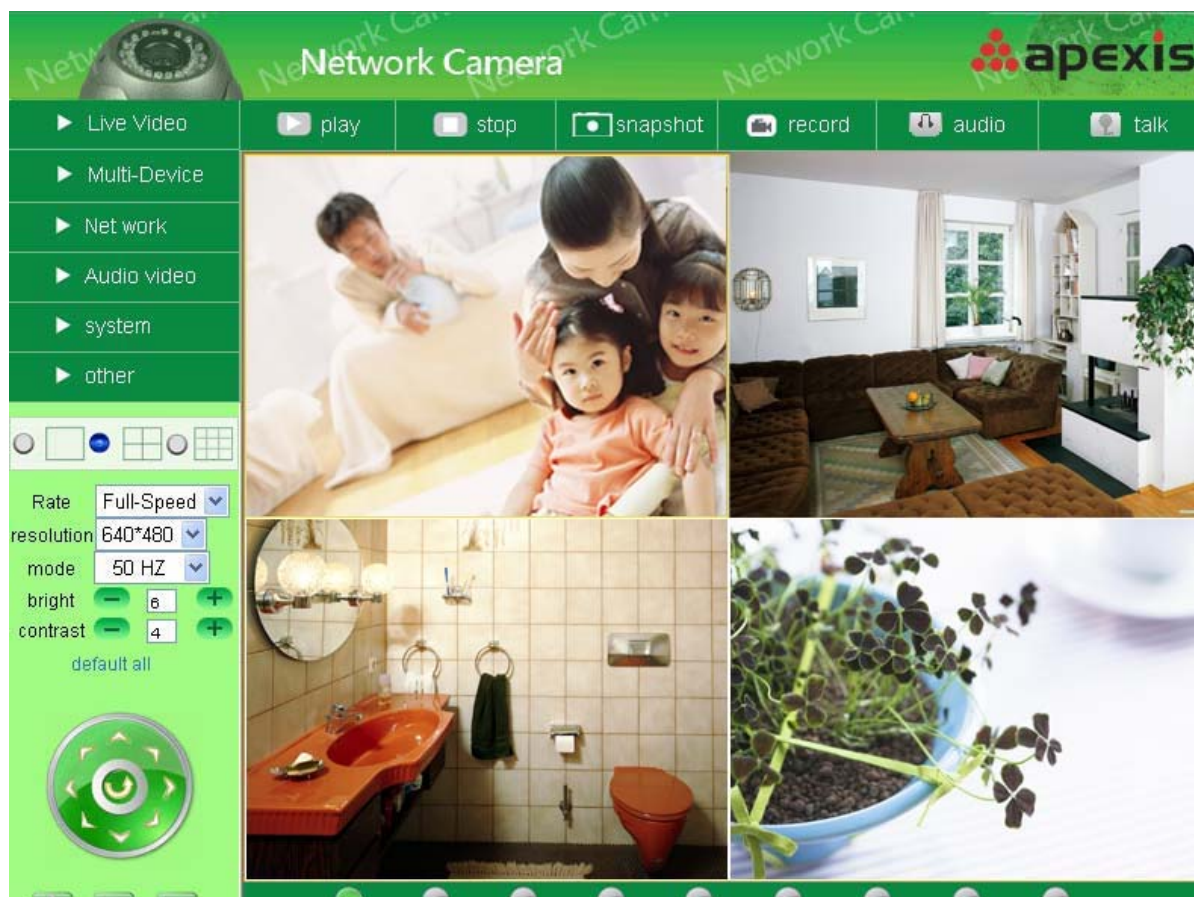 Network Camera
apexis
play
stop
snapshot
record
audio
talk
Live Video
Multi-Device
Net work
Audio video
system
other
Rate Full-Speed
resolution 640*480
mode 50 HZ
bright 6
contrast 4
default all